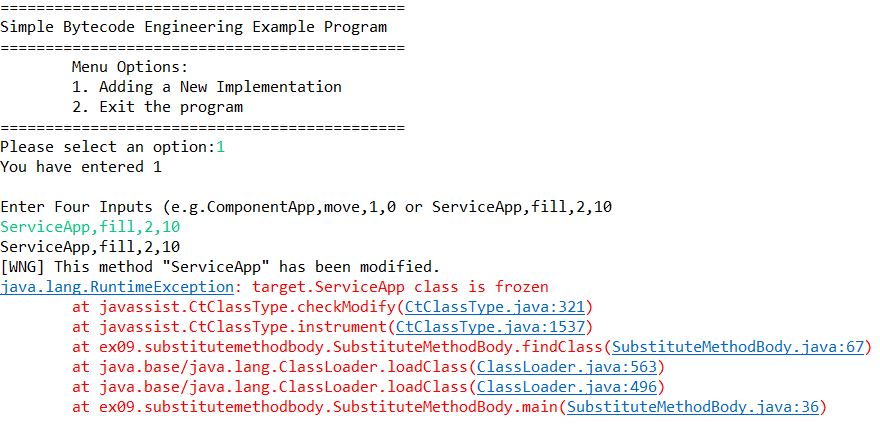 =============================================
Simple Bytecode Engineering Example Program
=============================================
Menu Options:
1. Adding a New Implementation
2. Exit the program
=============================================
Please select an option:1
You have entered 1
Enter Four Inputs (e.g.ComponentApp,move,1,0 or ServiceApp,fill,2,10
ServiceApp,fill,2,10
ServiceApp,fill,2,10
[WNG] This method "ServiceApp" has been modified.
java.lang.RuntimeException: target.ServiceApp class is frozen
at javassist.CtClassType.checkModify(CtClassType.java:321)
at javassist.CtClassType.instrument(CtClassType.java:1537)
at ex09.substitutemethodbody.SubstituteMethodBody.findClass(SubstituteMethodBody.java:67)
at java.base/java.lang.ClassLoader.loadClass(ClassLoader.java:563)
at java.base/java.lang.ClassLoader.loadClass(ClassLoader.java:496)
at ex09.substitutemethodbody.SubstituteMethodBody.main(SubstituteMethodBody.java:36)